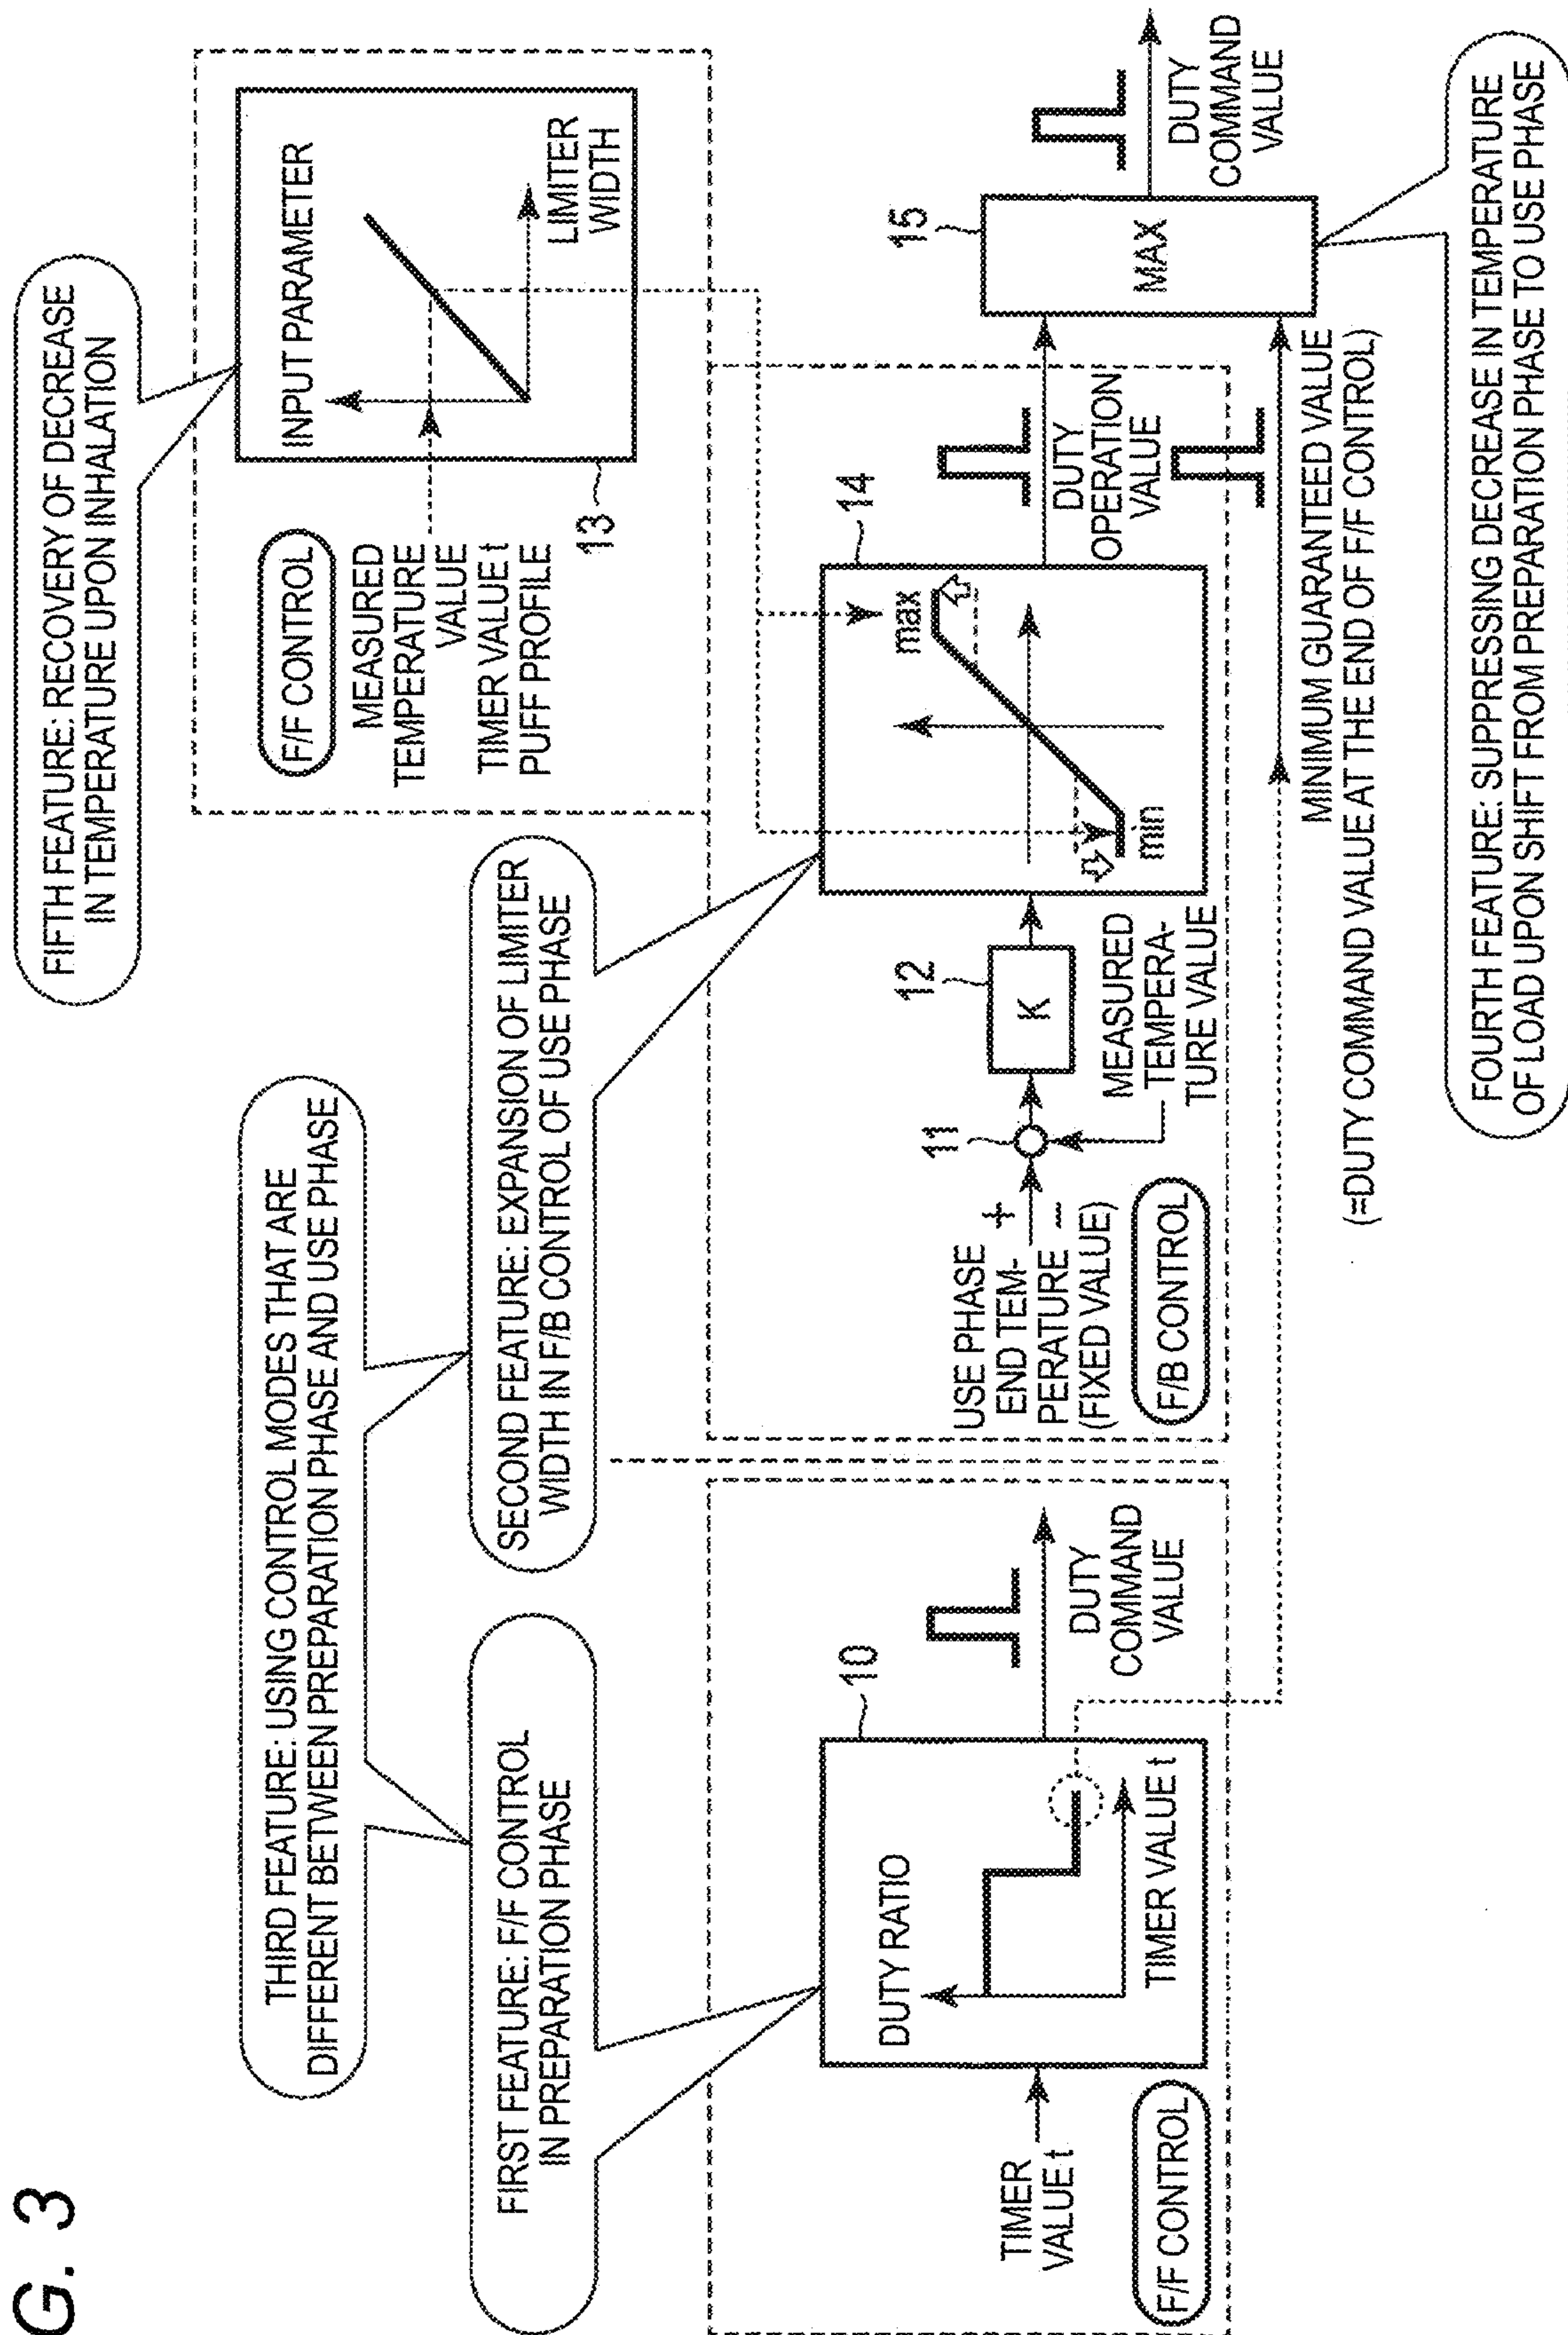 G. 3
THIRD FEATURE: USING CONTROL MODES THAT ARE
DIFFERENT BETWEEN PREPARATION PHASE AND USE PHASE
FIFTH FEATURE: RECOVERY OF DECREASE
IN TEMPERATURE UPON INHALATION
FIRST FEATURE: F/F CONTROL
IN PREPARATION PHASE
SECOND FEATURE: EXPANSION OF LIMITER
WIDTH IN F/B CONTROL OF USE PHASE
F/F CONTROL
MEASURED
TEMPERATURE
VALUE
TIMER VALUE t
PUFF PROFILE
13
INPUT PARAMETER
LIMITER
WIDTH
TIMER
VALUE t
F/F CONTROL
10
DUTY RATIO
TIMER VALUE t
DUTY
COMMAND
VALUE
USE PHASE
END TEM-
PERATURE
(FIXED VALUE)
+
−
F/B CONTROL
11
12
K
MEASURED
TEMPERA-
TURE VALUE
14
max
min
DUTY
OPERATION
VALUE
15
MAX
DUTY
COMMAND
VALUE
MINIMUM GUARANTEED VALUE
(=DUTY COMMAND VALUE AT THE END OF F/F CONTROL)
FOURTH FEATURE: SUPPRESSING DECREASE IN TEMPERATURE
OF LOAD UPON SHIFT FROM PREPARATION PHASE TO USE PHASE